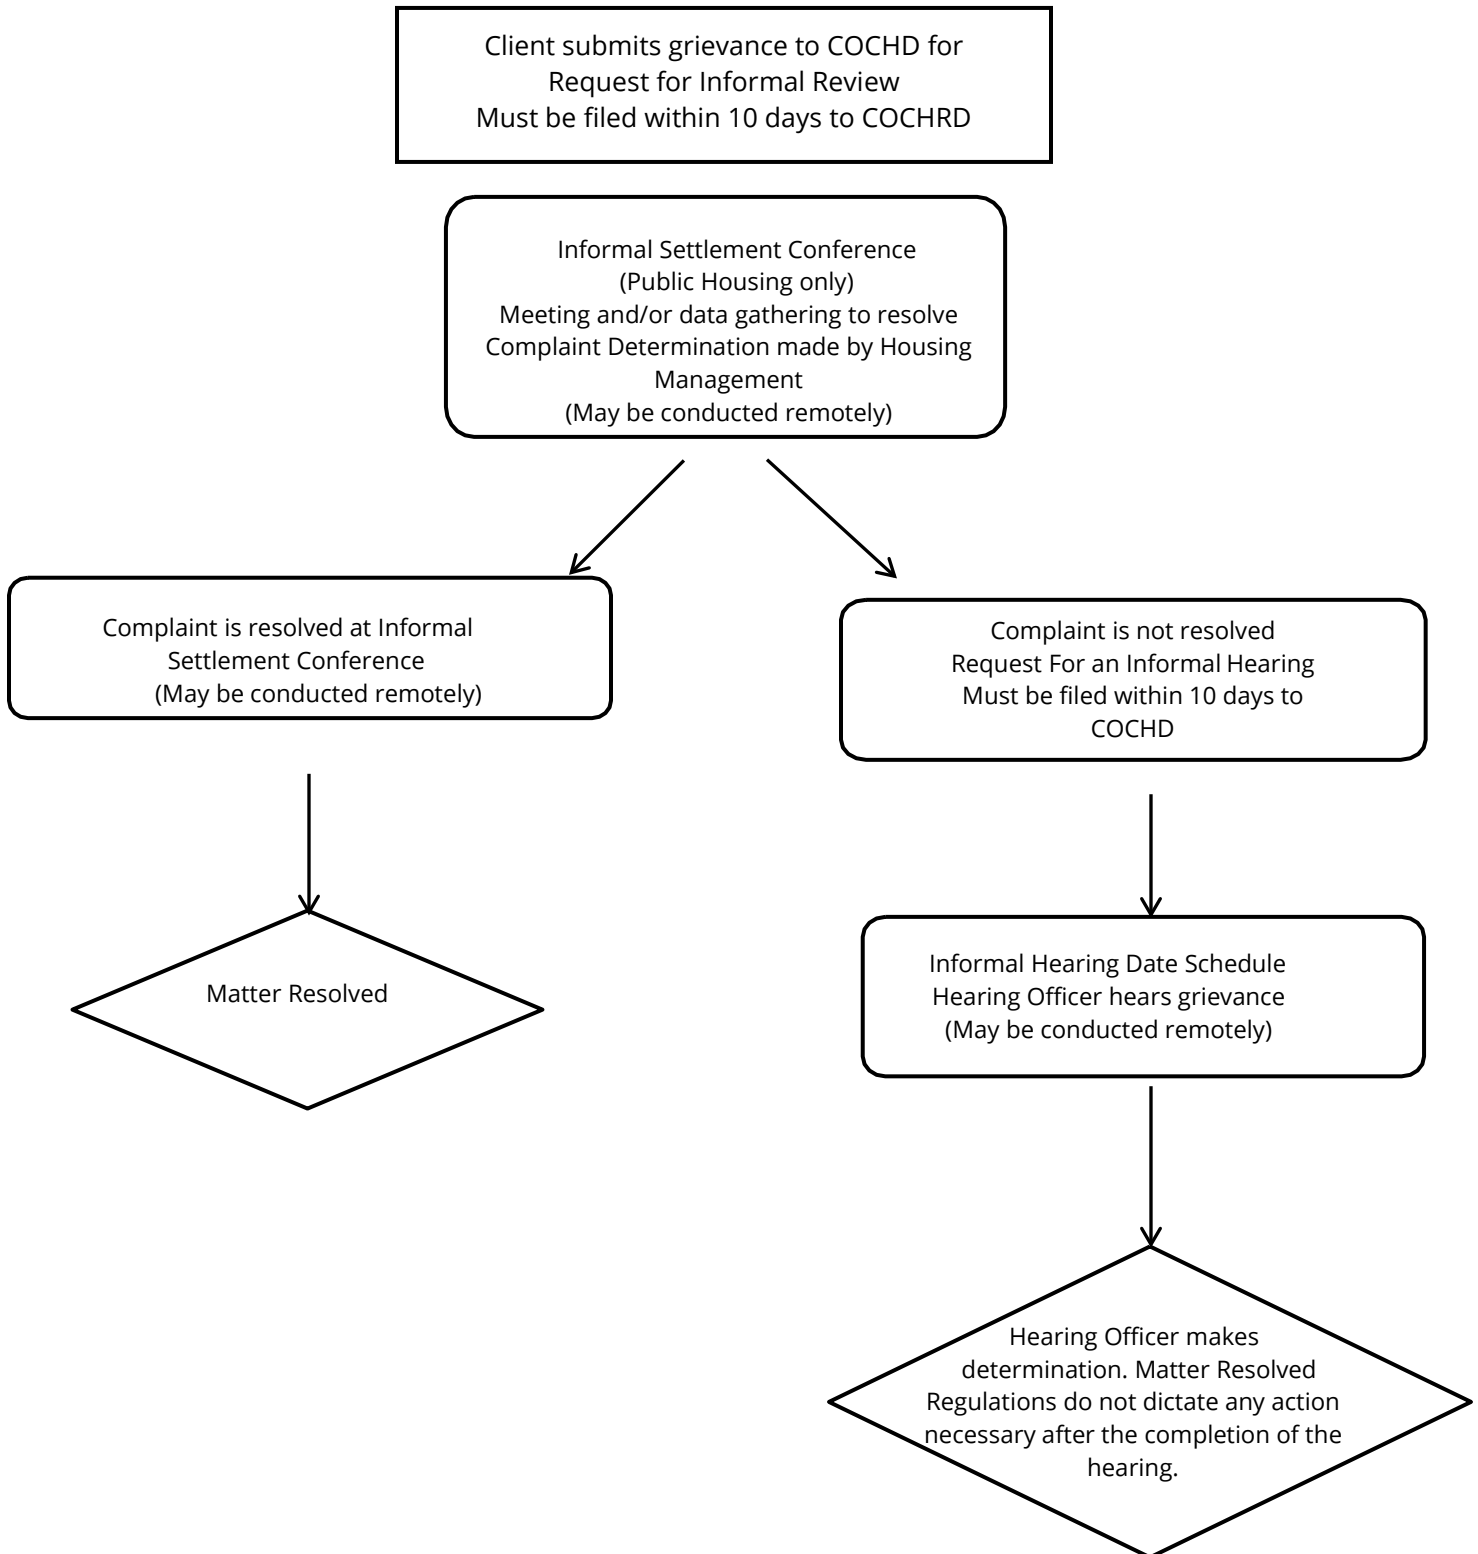 Client submits grievance to COCHD for
Request for Informal Review
Must be filed within 10 days to COCHRD
Informal Settlement Conference
(Public Housing only)
Meeting and/or data gathering to resolve
Complaint Determination made by Housing
Management
(May be conducted remotely)
Complaint is resolved at Informal
Settlement Conference
(May be conducted remotely)
Complaint is not resolved
Request For an Informal Hearing
Must be filed within 10 days to
COCHD
Matter Resolved
Informal Hearing Date Schedule
Hearing Officer hears grievance
(May be conducted remotely)
Hearing Officer makes
determination. Matter Resolved
Regulations do not dictate any action
necessary after the completion of the
hearing.